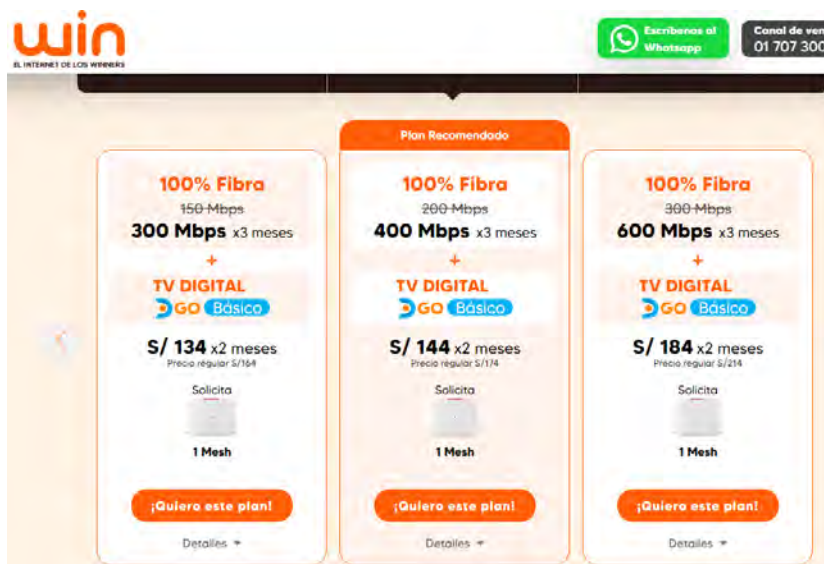 win
EL INTERNET DE LOS WINNERS
Escríbenos al
Whatsapp
Canal de ven
01 707 300
Plan Recomendado
100% Fibra
150 Mbps
300 Mbps x3 meses
+
TV DIGITAL
DGO Básico
S/ 134 x2 meses
Precio regular S/164
Solicita
1 Mesh
¡Quiero este plan!
Detalles
100% Fibra
200 Mbps
400 Mbps x3 meses
+
TV DIGITAL
DGO Básico
S/ 144 x2 meses
Precio regular S/174
Solicita
1 Mesh
¡Quiero este plan!
Detalles
100% Fibra
300 Mbps
600 Mbps x3 meses
+
TV DIGITAL
DGO Básico
S/ 184 x2 meses
Precio regular S/214
Solicita
1 Mesh
¡Quiero este plan!
Detalles